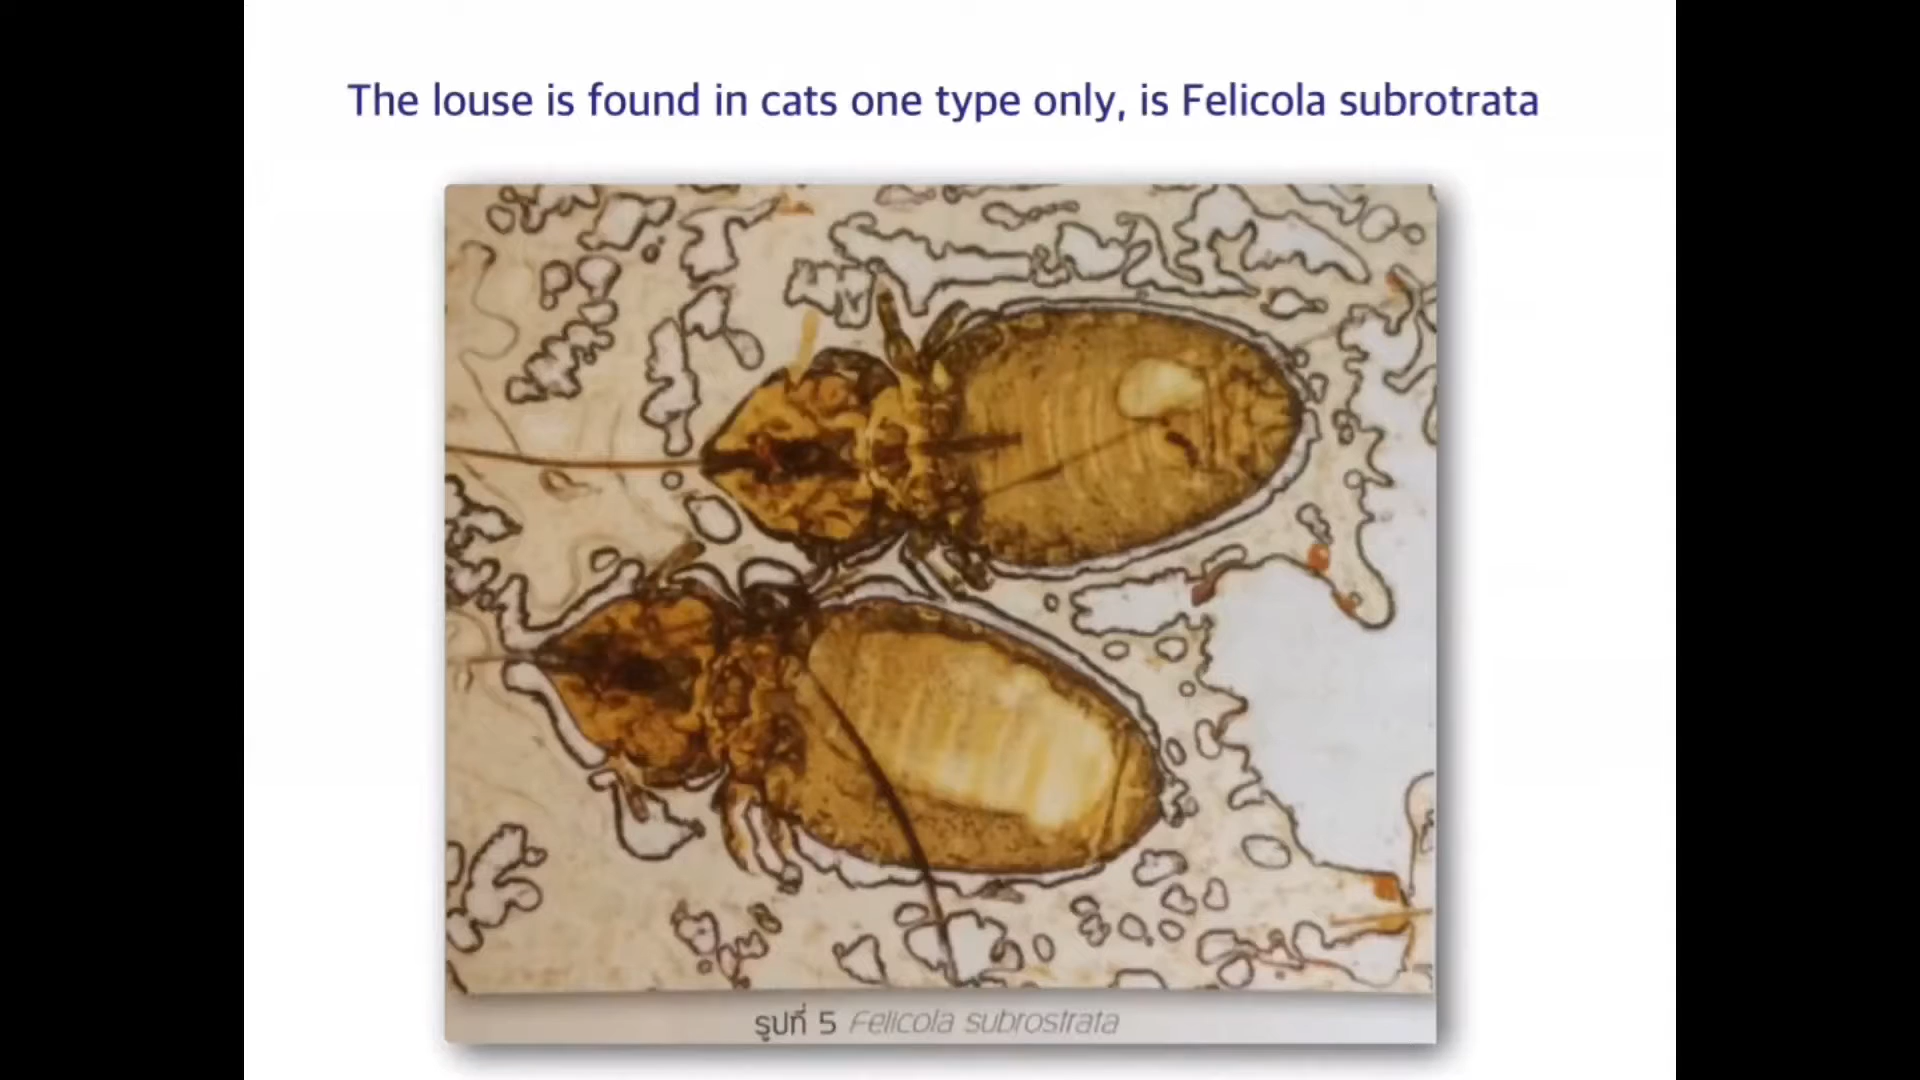 The louse is found in cats one type only, is Felicola subrotrata
รูปที่ 5 Felicola subrostrata